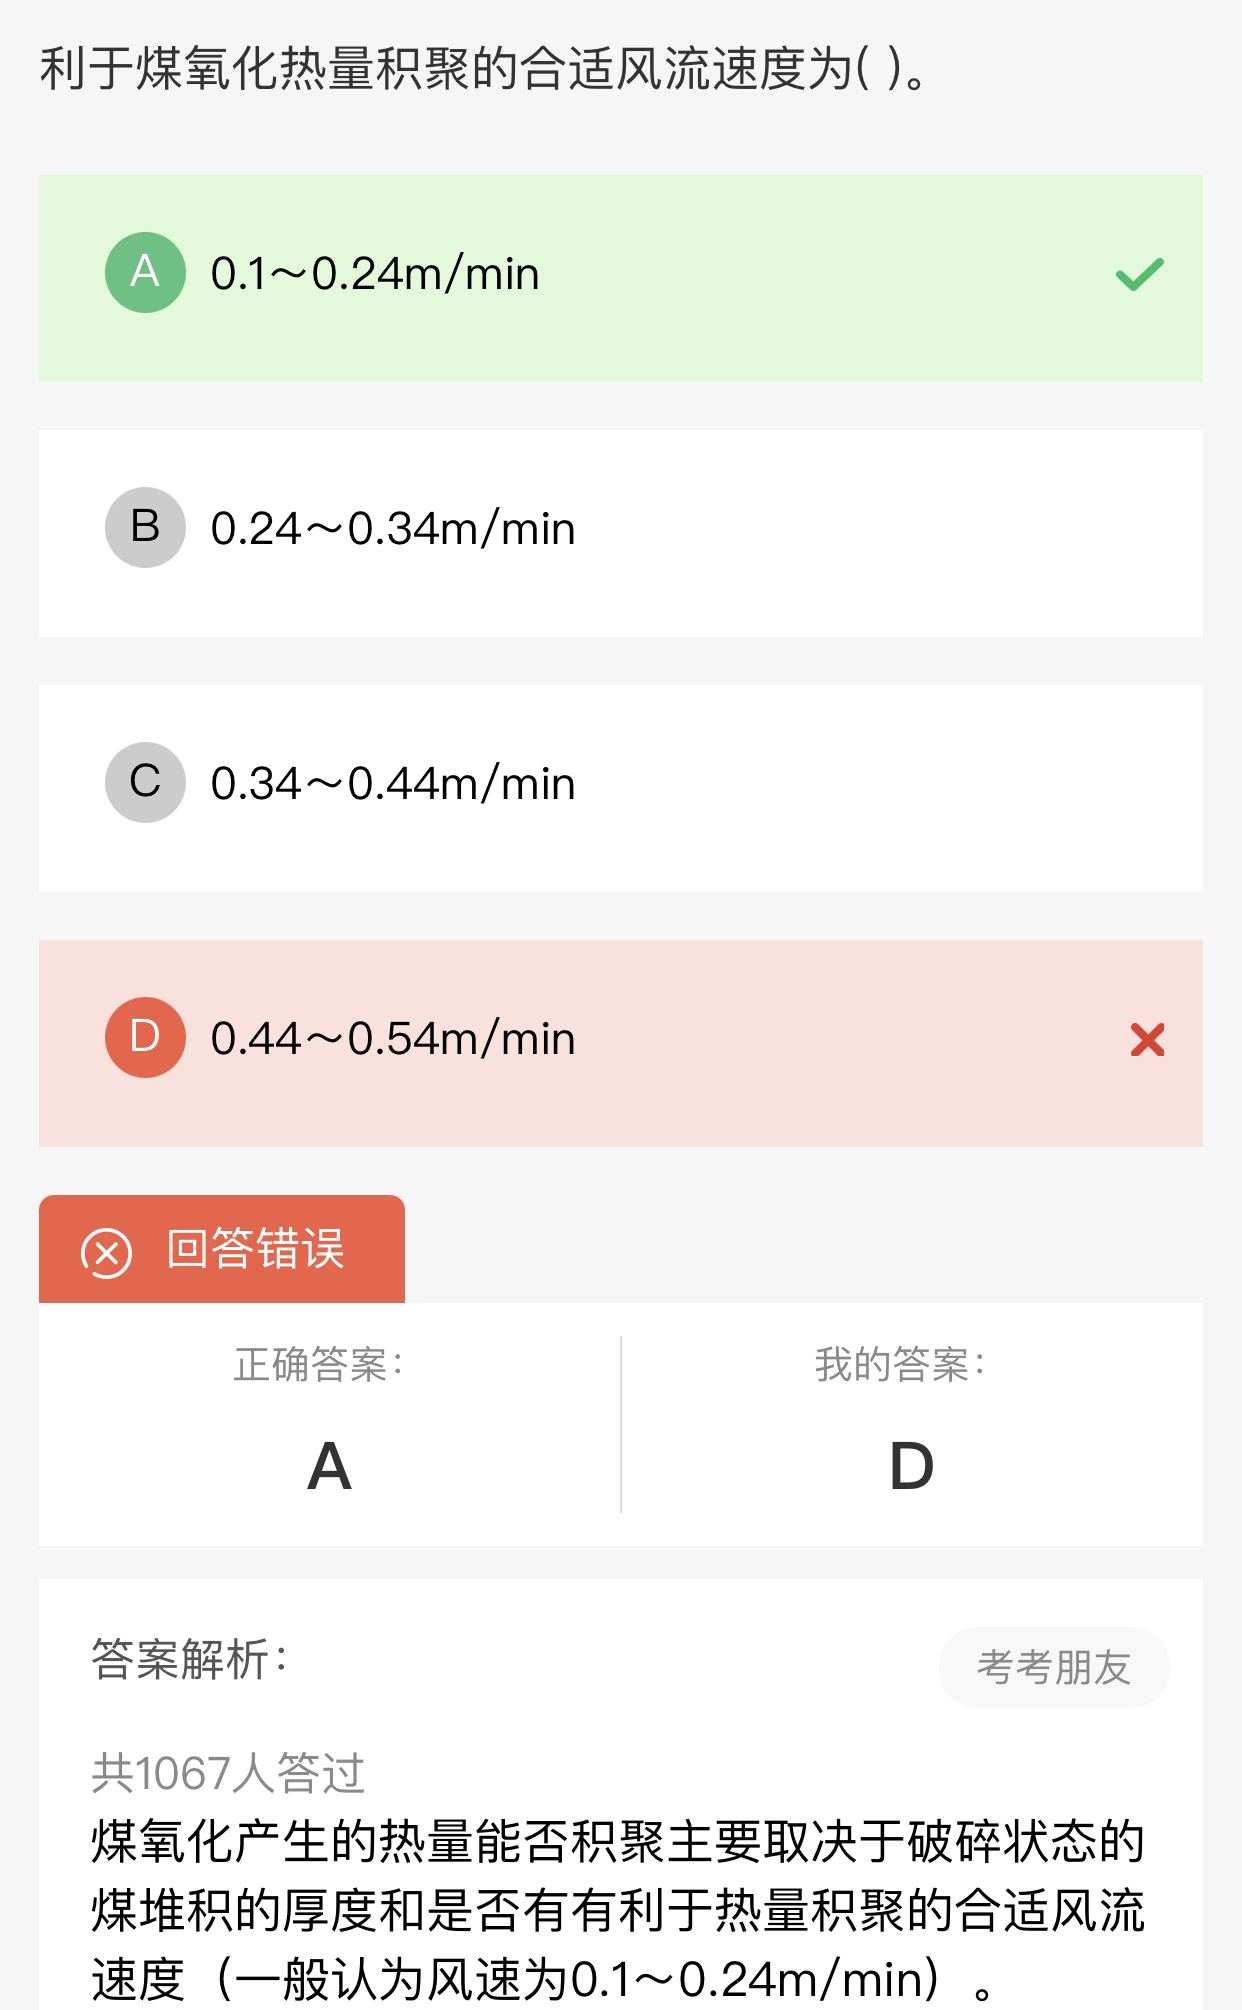 利于煤氧化热量积聚的合适风流速度为( )。
A 0.1～0.24m/min
B 0.24～0.34m/min
C 0.34～0.44m/min
D 0.44～0.54m/min
回答错误
正确答案： 我的答案：
A D
答案解析： 考考朋友
共1067人答过
煤氧化产生的热量能否积聚主要取决于破碎状态的
煤堆积的厚度和是否有有利于热量积聚的合适风流
速度（一般认为风速为0.1～0.24m/min）。